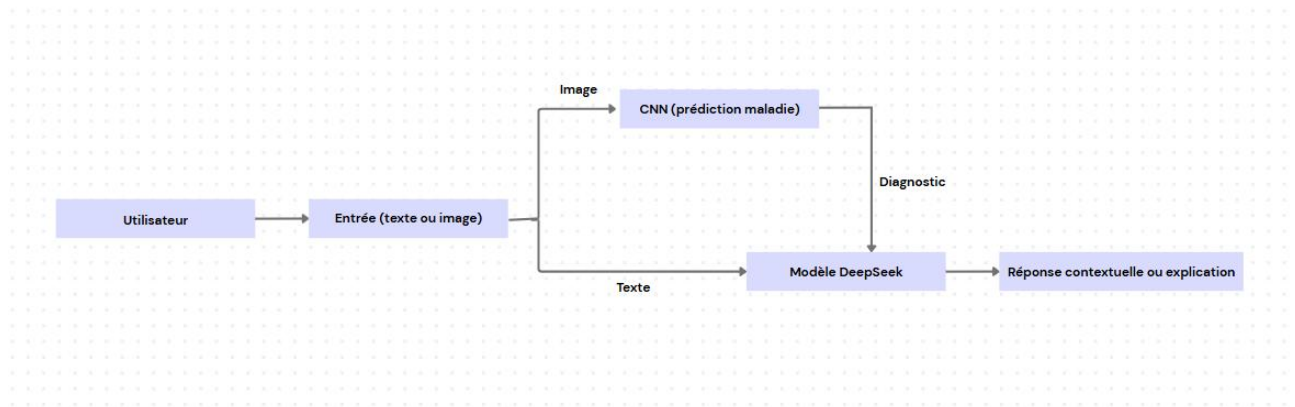 Image
CNN (prédiction maladie)
Diagnostic
Utilisateur
Entrée (texte ou image)
Modèle DeepSeek
Réponse contextuelle ou explication
Texte